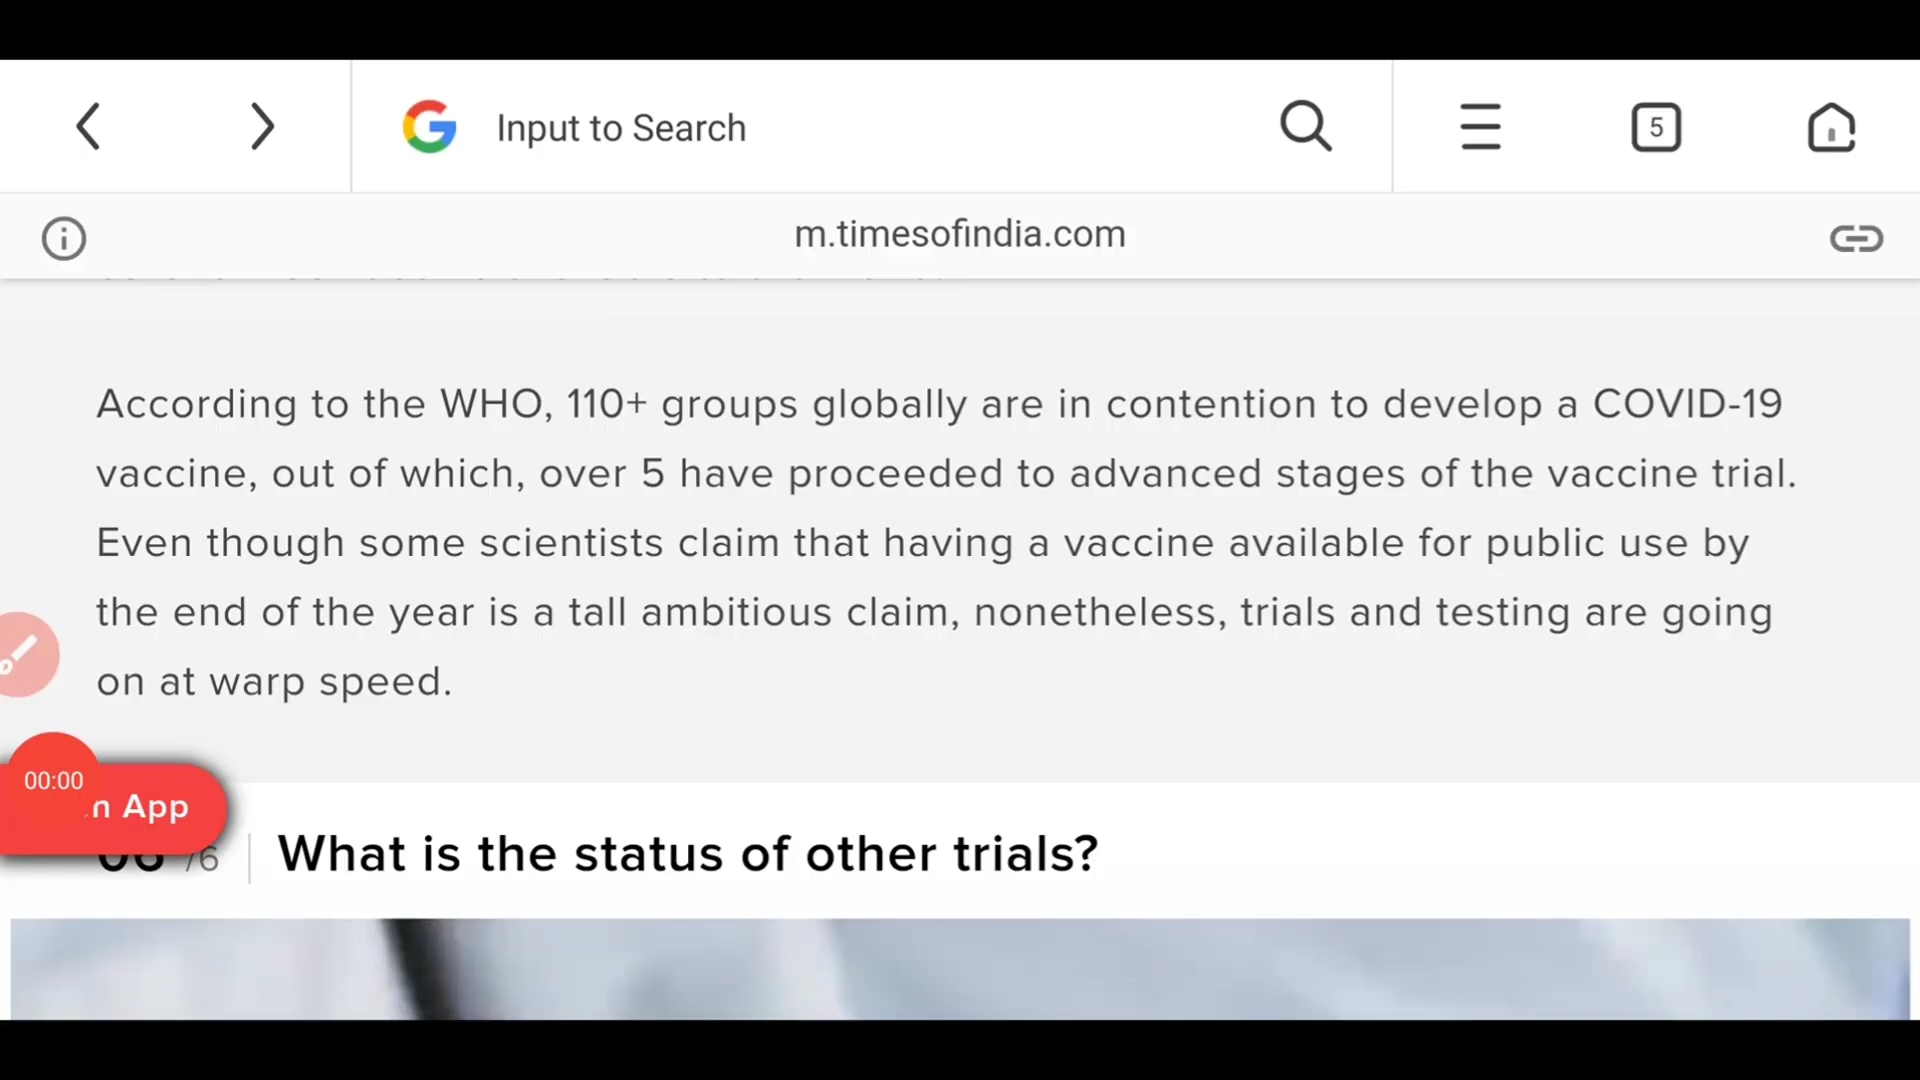 Input to Search
5
m.timesofindia.com
According to the WHO, 110+ groups globally are in contention to develop a COVID-19
vaccine, out of which, over 5 have proceeded to advanced stages of the vaccine trial.
Even though some scientists claim that having a vaccine available for public use by
the end of the year is a tall ambitious claim, nonetheless, trials and testing are going
on at warp speed.
00:00
n App
06 /6 What is the status of other trials?